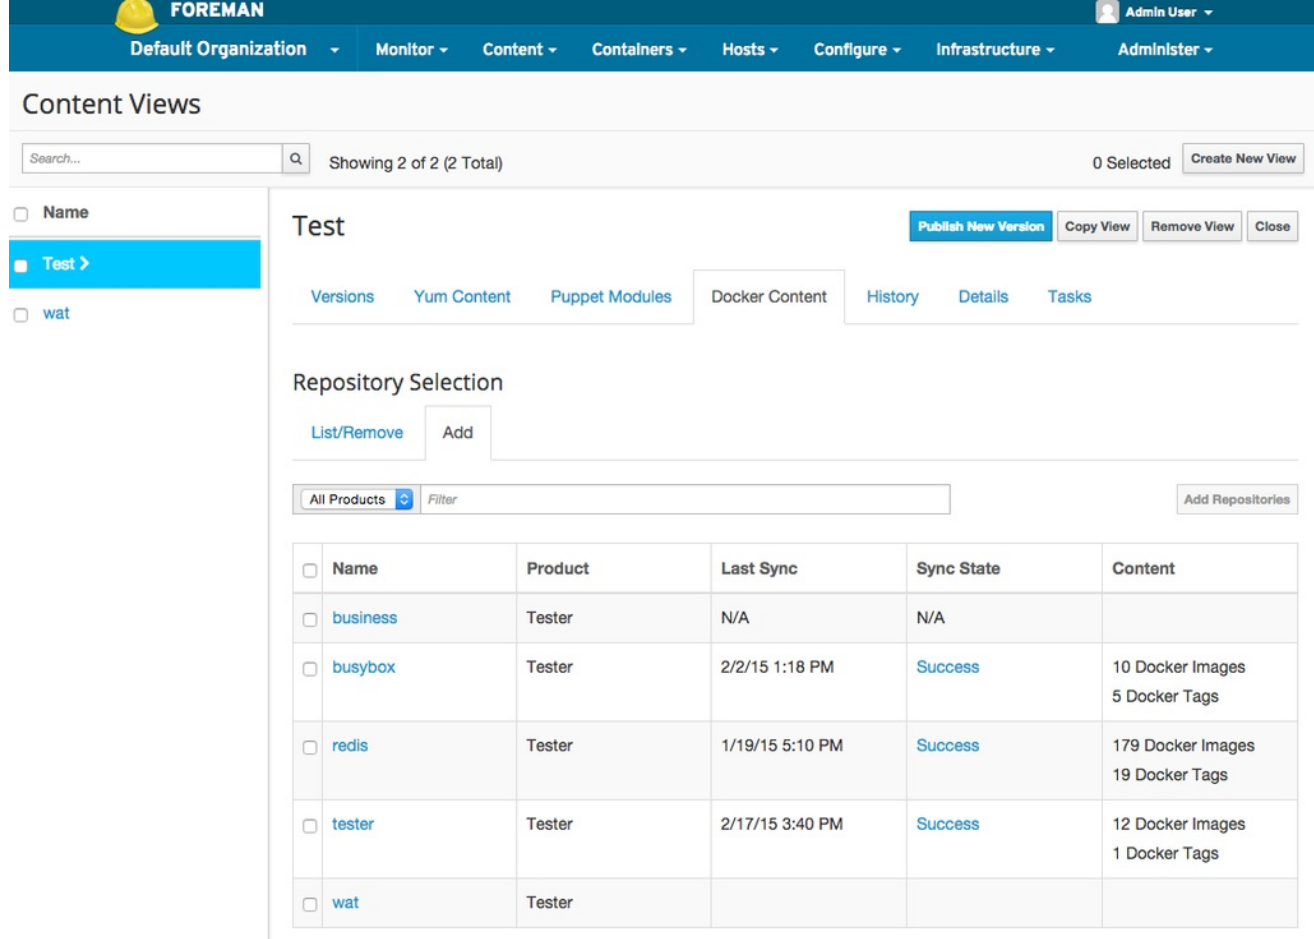 FOREMAN
Admin User
Default Organization Monitor Content Containers Hosts Configure Infrastructure Administer
Content Views
Search... Showing 2 of 2 (2 Total) 0 Selected Create New View
Name
Test
wat
Test Publish New Version Copy View Remove View Close
Versions Yum Content Puppet Modules Docker Content History Details Tasks
Repository Selection
List/Remove Add
All Products Filter Add Repositories
Name Product Last Sync Sync State Content
business Tester N/A N/A
busybox Tester 2/2/15 1:18 PM Success 10 Docker Images
5 Docker Tags
redis Tester 1/19/15 5:10 PM Success 179 Docker Images
19 Docker Tags
tester Tester 2/17/15 3:40 PM Success 12 Docker Images
1 Docker Tags
wat Tester